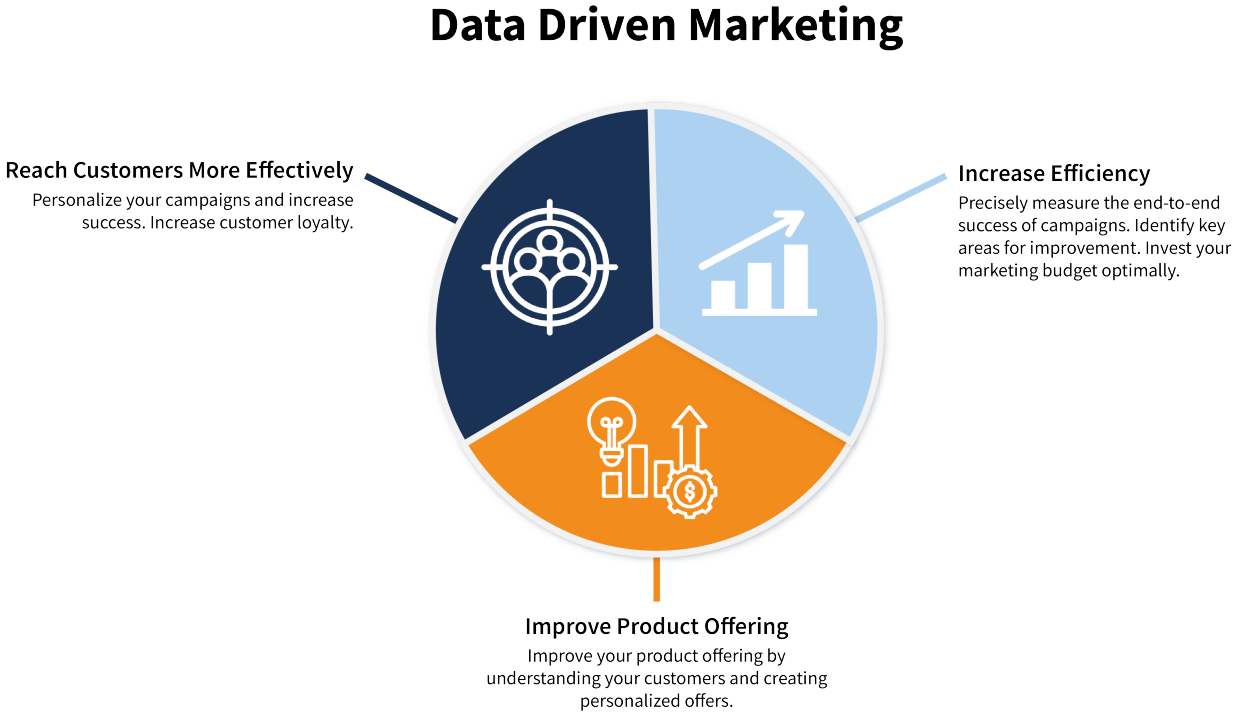 Data Driven Marketing
Reach Customers More Effectively
Personalize your campaigns and increase
success. Increase customer loyalty.
Increase Efficiency
Precisely measure the end-to-end
success of campaigns. Identify key
areas for improvement. Invest your
marketing budget optimally.
$
Improve Product Offering
Improve your product offering by
understanding your customers and creating
personalized offers.